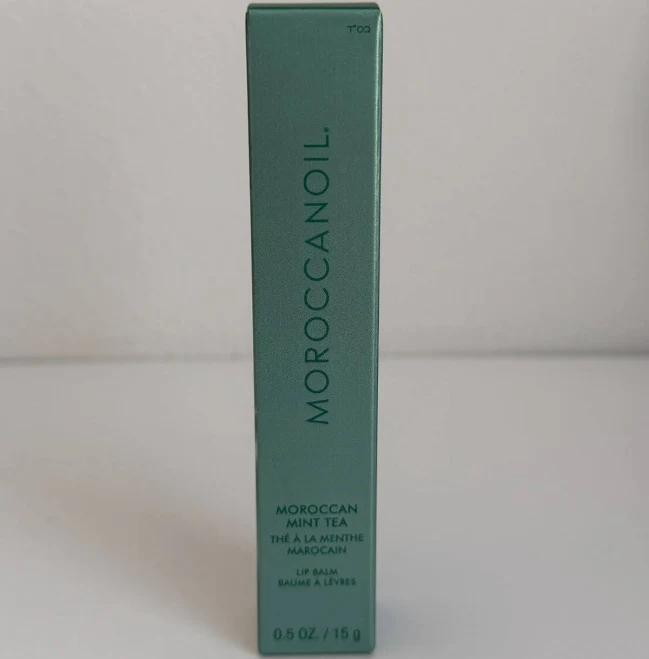 MOROCCANOIL.
MOROCCAN
MINT TEA
THÉ À LA MENTHE
MAROCAIN
LIP BALM
BAUME À LÈVRES
0.5 OZ. / 15 g